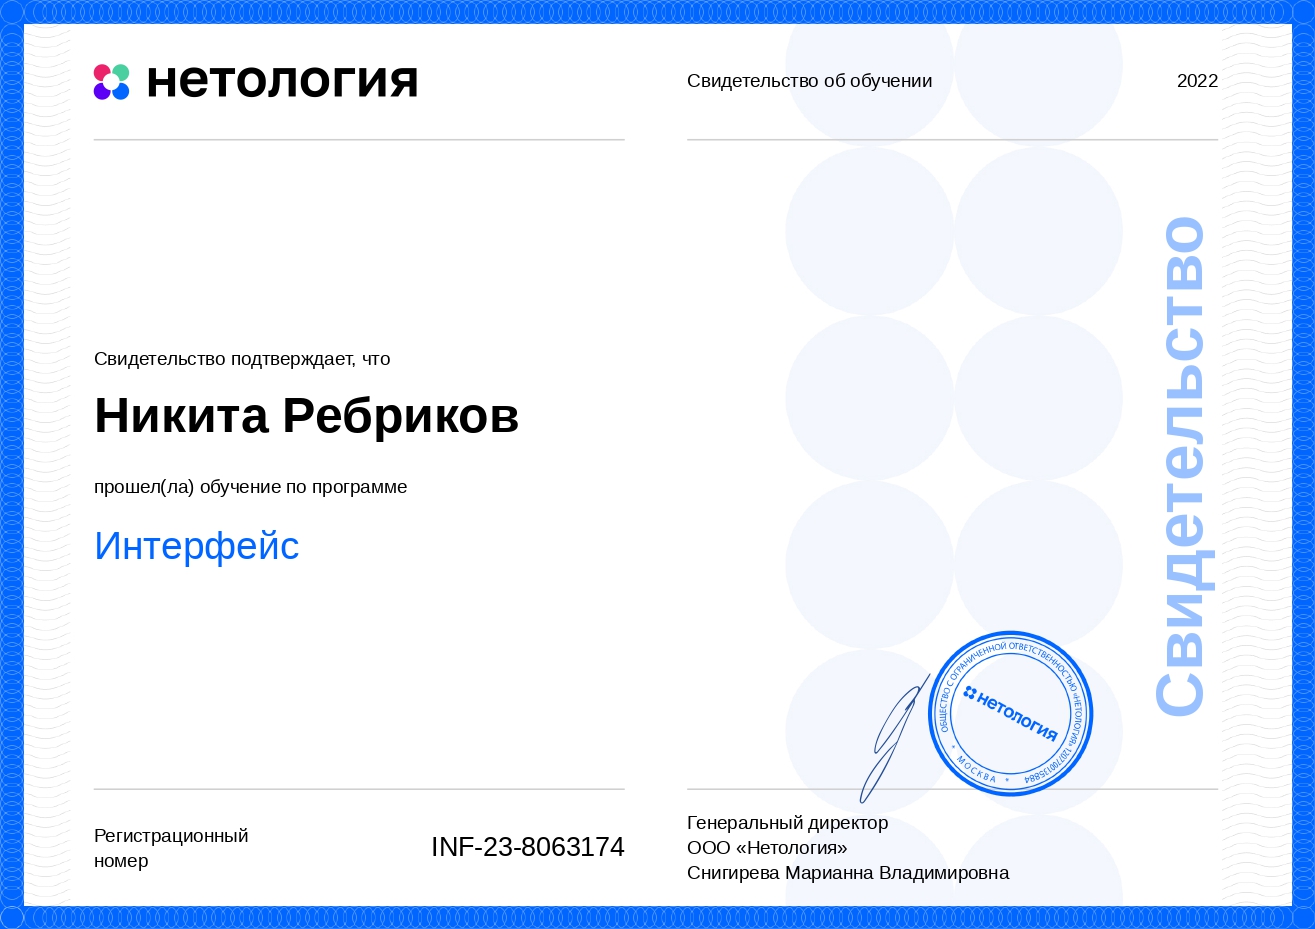 нетология
Свидетельство об обучении
2022
Свидетельство подтверждает, что
Никита Ребриков
прошел(ла) обучение по программе
Интерфейс
Свидетельство
ОБЩЕСТВО С ОГРАНИЧЕННОЙ ОТВЕТСТВЕННОСТЬЮ «НЕТОЛОГИЯ» 1207700135884
* МОСКВА *
нетология
Регистрационный
номер
INF-23-8063174
Генеральный директор
ООО «Нетология»
Снигирева Марианна Владимировна